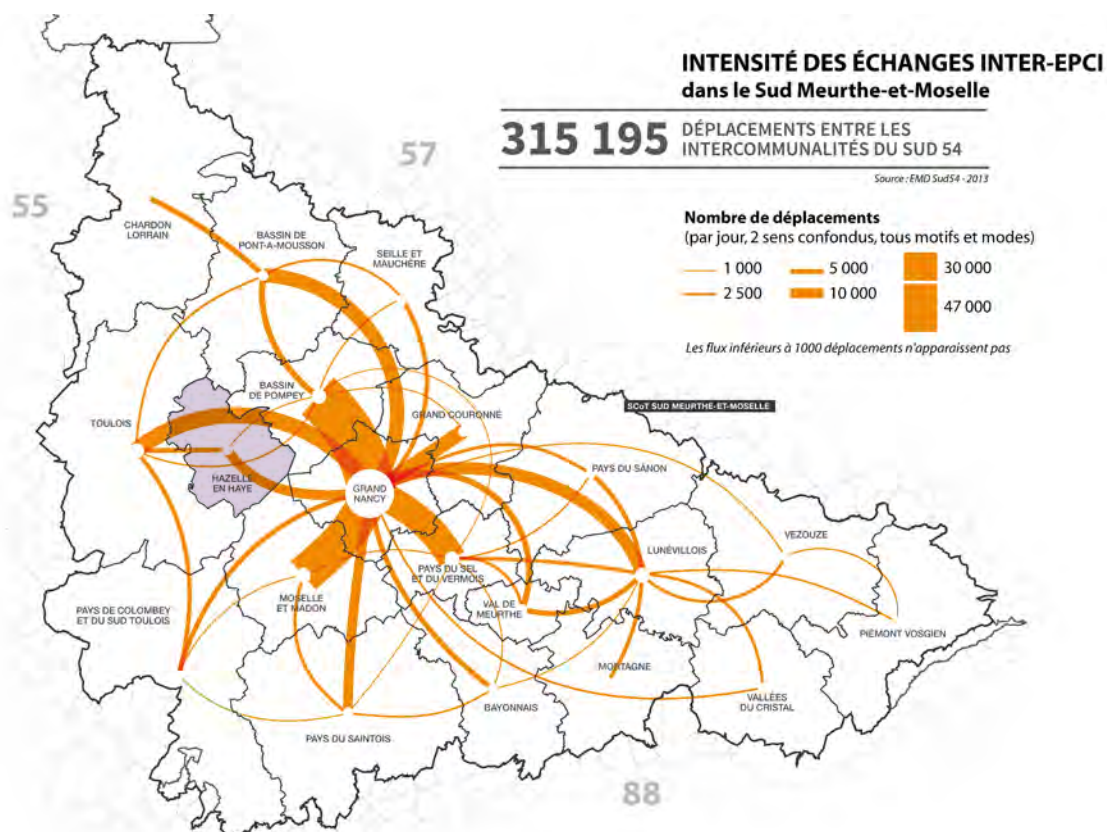 INTENSITÉ DES ÉCHANGES INTER-EPCI
dans le Sud Meurthe-et-Moselle
315 195
DÉPLACEMENTS ENTRE LES
INTERCOMMUNALITÉS DU SUD 54
Source : EMD Sud54 - 2013
Nombre de déplacements
(par jour, 2 sens confondus, tous motifs et modes)
1 000
5 000
30 000
2 500
10 000
47 000
Les flux inférieurs à 1000 déplacements n'apparaissent pas
57
55
CHARDON
LORRAIN
BASSIN DE
PONT-A-MOUSSON
SEILLE ET
MAUCHÈRE
BASSIN
DE POMPEY
GRAND COURONNÉ
SCoT SUD MEURTHE-ET-MOSELLE
TOULOIS
HAZELLE
EN HAYE
GRAND
NANCY
PAYS DU SÂNON
VEZOUZE
LUNÉVILLOIS
PAYS DU SEL
ET DU VERMOIS
MOSELLE
ET MADON
VAL DE
MEURTHE
PAYS DE COLOMBEY
ET DU SUD TOULOIS
PIÉMONT VOSGIEN
MORTAGNE
VALLÉES
DU CRISTAL
BAYONNAIS
PAYS DU SAINTOIS
88